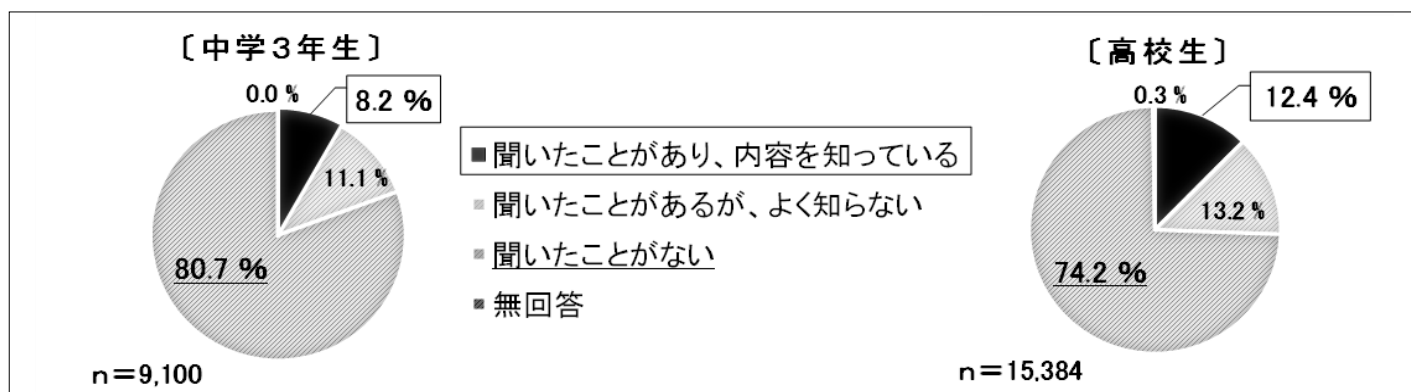 〔中学3年生〕
0.0 %
8.2 %
11.1 %
80.7 %
n=9,100
■聞いたことがあり、内容を知っている
■聞いたことがあるが、よく知らない
■聞いたことがない
■無回答
〔高校生〕
0.3 %
12.4 %
13.2 %
74.2 %
n=15,384